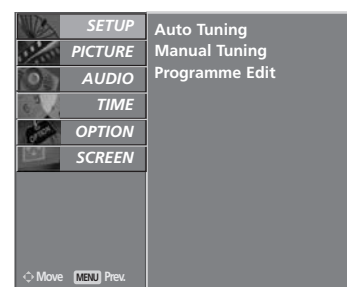 SETUP
PICTURE
AUDIO
TIME
OPTION
SCREEN
Auto Tuning
Manual Tuning
Programme Edit
Move MENU Prev.